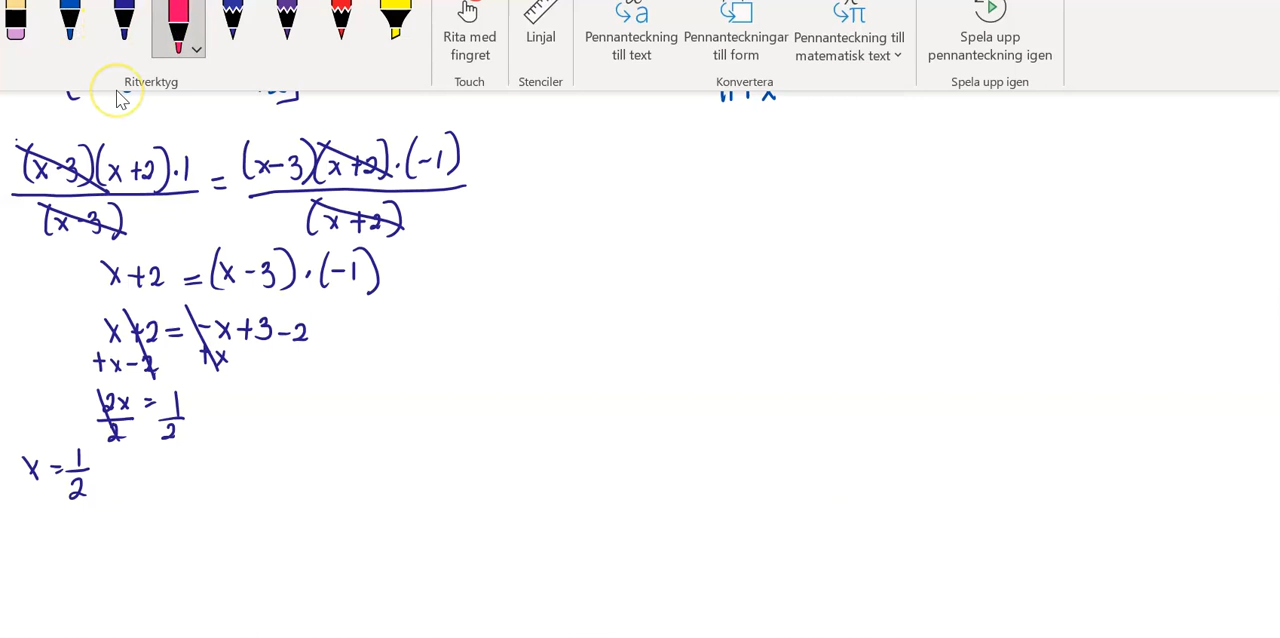 Rita med fingret
Linjal
Pennanteckning till text
Pennanteckningar till form
Pennanteckning till matematisk text
Spela upp pennanteckning igen
Ritverktyg
Touch
Stenciler
Konvertera
Spela upp igen
(x-3)(x+2)·1 / (x-3) = (x-3)(x+2)·(-1) / (x+2)
x+2 = (x-3)·(-1)
x+2 = -x+3-2
+x-2 +x
2x/2 = 1/2
x = 1/2